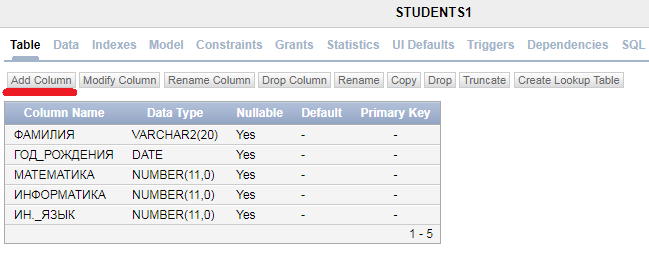 STUDENTS1
Table Data Indexes Model Constraints Grants Statistics UI Defaults Triggers Dependencies SQL
Add Column Modify Column Rename Column Drop Column Rename Copy Drop Truncate Create Lookup Table
Column Name Data Type Nullable Default Primary Key
ФАМИЛИЯ VARCHAR2(20) Yes - -
ГОД_РОЖДЕНИЯ DATE Yes - -
МАТЕМАТИКА NUMBER(11,0) Yes - -
ИНФОРМАТИКА NUMBER(11,0) Yes - -
ИН._ЯЗЫК NUMBER(11,0) Yes - -
1 - 5